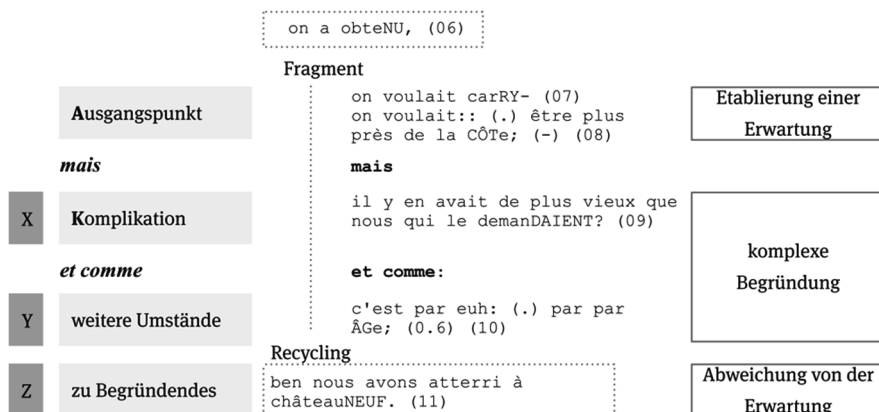 on a obteNU, (06)
Fragment
Ausgangspunkt
on voulait carRY- (07)
on voulait:: (.) être plus
près de la CÔTe; (-) (08)
Etablierung einer
Erwartung
mais
mais
X
Komplikation
il y en avait de plus vieux que
nous qui le demanDAIENT? (09)
komplexe
Begründung
et comme
et comme:
Y
weitere Umstände
c'est par euh: (.) par par
ÂGe; (0.6) (10)
Recycling
Z
zu Begründendes
ben nous avons atterri à
châteauNEUF. (11)
Abweichung von der
Erwartung